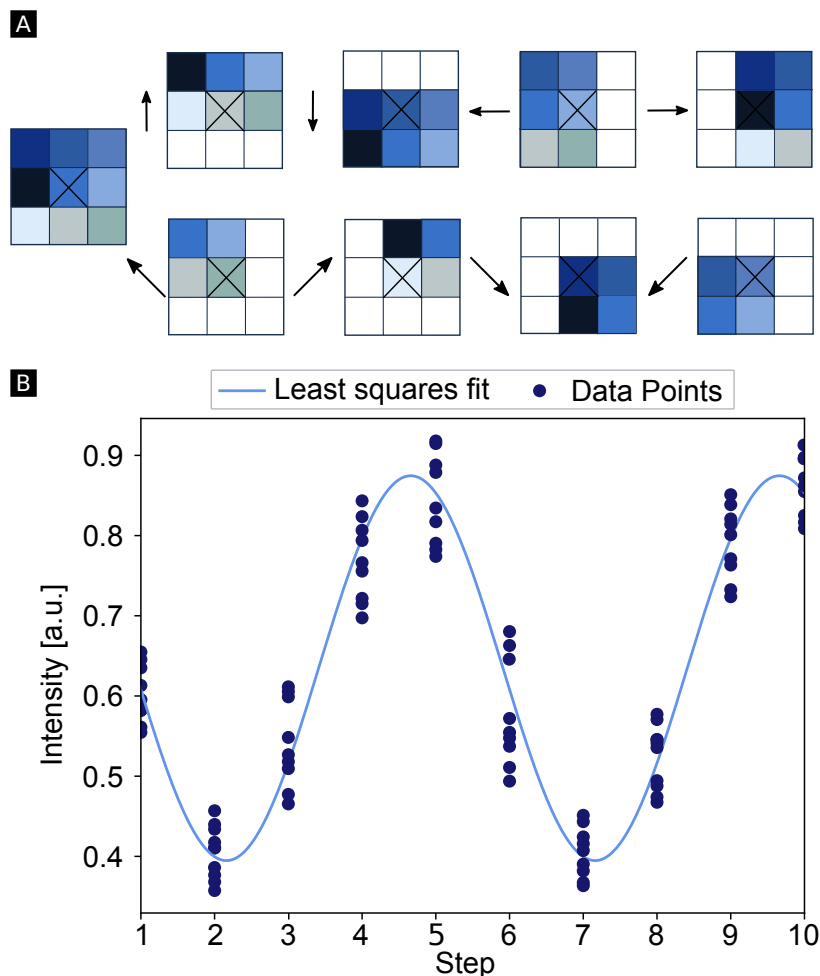 A
B
Least squares fit
Data Points
Intensity [a.u.]
0.9
0.8
0.7
0.6
0.5
0.4
1 2 3 4 5 6 7 8 9 10
Step